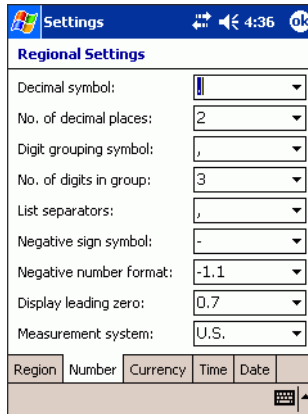 Settings 4:36 ok
Regional Settings
Decimal symbol: .
No. of decimal places: 2
Digit grouping symbol: ,
No. of digits in group: 3
List separators: ,
Negative sign symbol: -
Negative number format: -1.1
Display leading zero: 0.7
Measurement system: U.S.
Region Number Currency Time Date